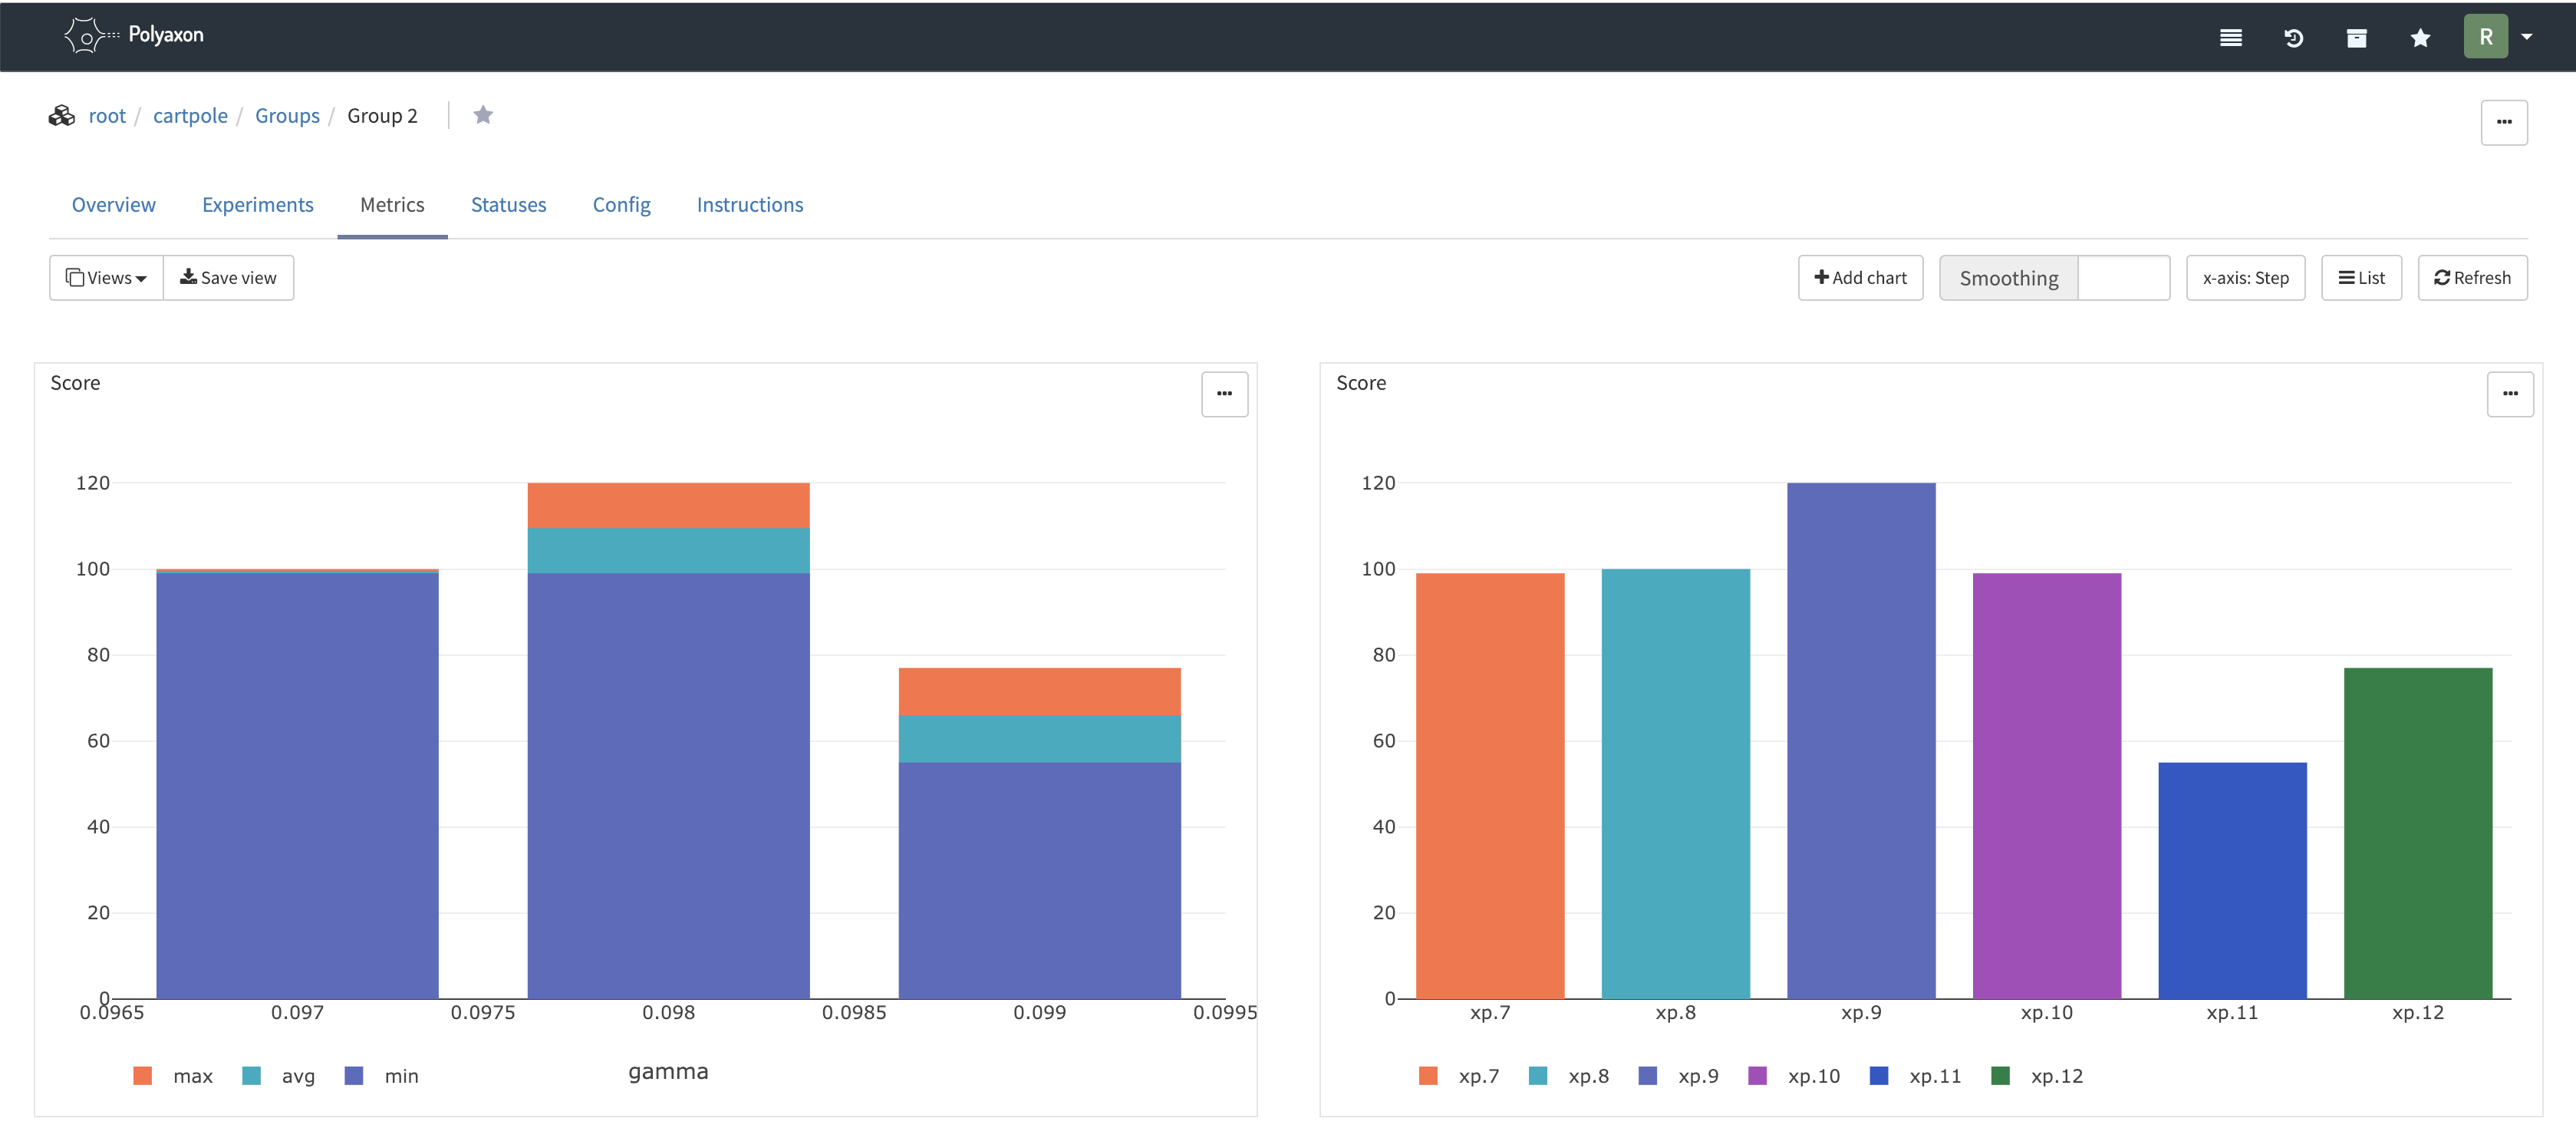 Polyaxon
R
root / cartpole / Groups / Group 2
Overview Experiments Metrics Statuses Config Instructions
Views Save view Add chart Smoothing x-axis: Step List Refresh
Score
120
100
80
60
40
20
0
0.0965 0.097 0.0975 0.098 0.0985 0.099 0.0995
gamma
max avg min
Score
120
100
80
60
40
20
0
xp.7 xp.8 xp.9 xp.10 xp.11 xp.12
xp.7 xp.8 xp.9 xp.10 xp.11 xp.12